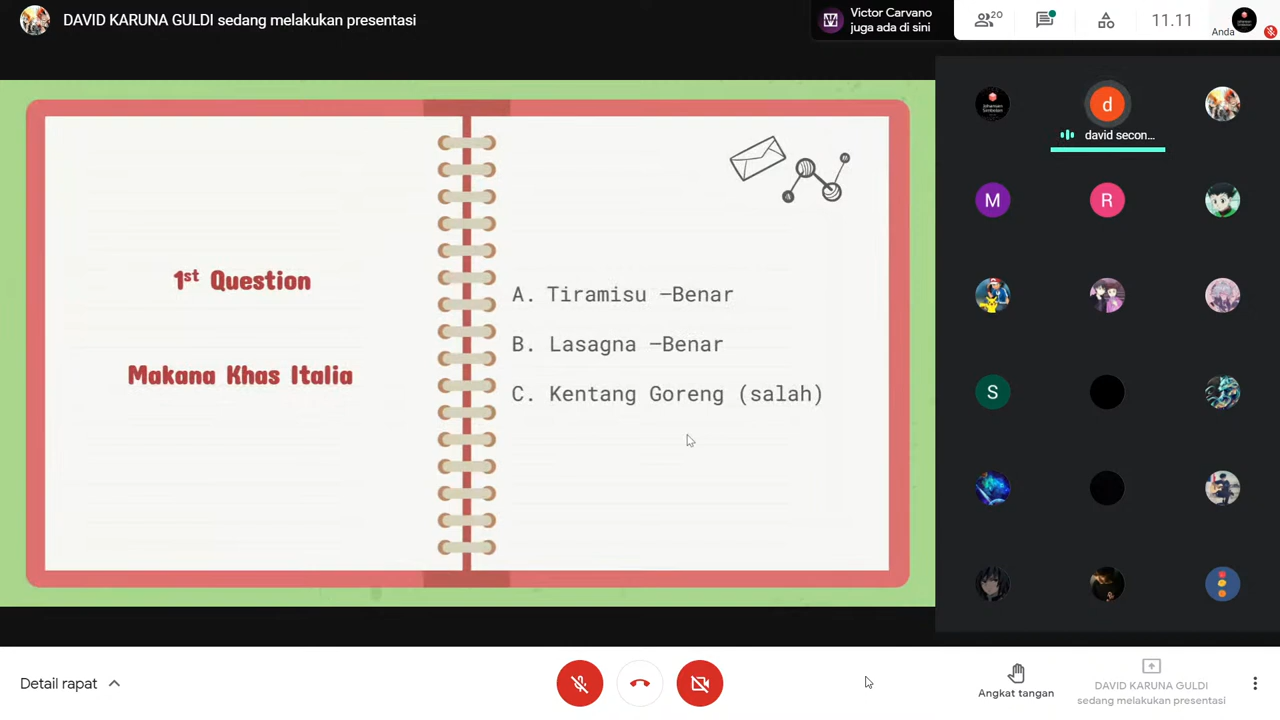 DAVID KARUNA GULDI sedang melakukan presentasi
Victor Carvano
juga ada di sini
20
11.11
Anda
d
david secon...
M
R
S
1st Question
Makana Khas Italia
A. Tiramisu –Benar
B. Lasagna –Benar
C. Kentang Goreng (salah)
Detail rapat
Angkat tangan
DAVID KARUNA GULDI
sedang melakukan presentasi